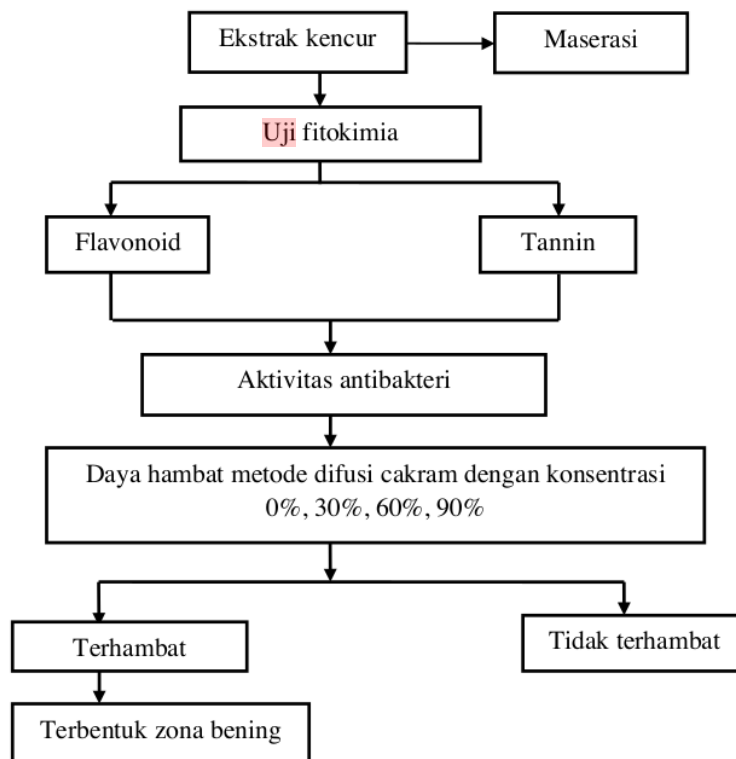 Ekstrak kencur
Maserasi
Uji fitokimia
Flavonoid
Tannin
Aktivitas antibakteri
Daya hambat metode difusi cakram dengan konsentrasi
0%, 30%, 60%, 90%
Terhambat
Tidak terhambat
Terbentuk zona bening